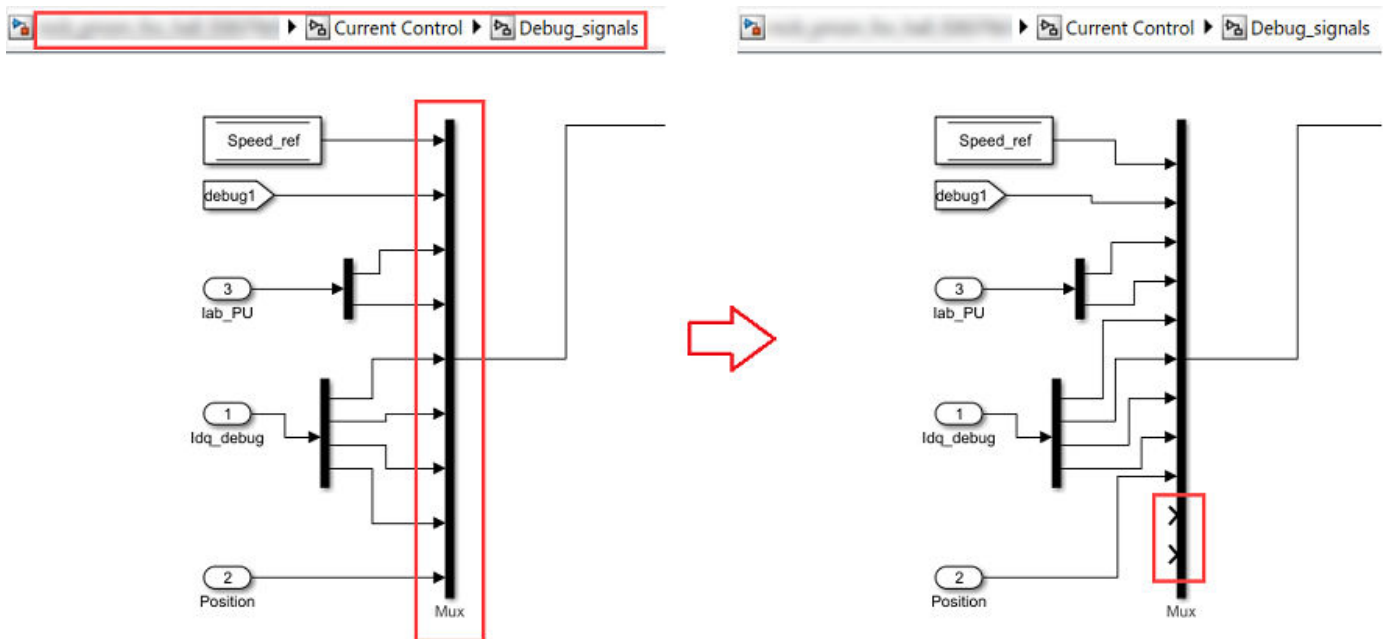 Current Control Debug_signals
Speed_ref
debug1
3
Iab_PU
1
Idq_debug
2
Position
Mux
Current Control Debug_signals
Speed_ref
debug1
3
Iab_PU
1
Idq_debug
2
Position
Mux